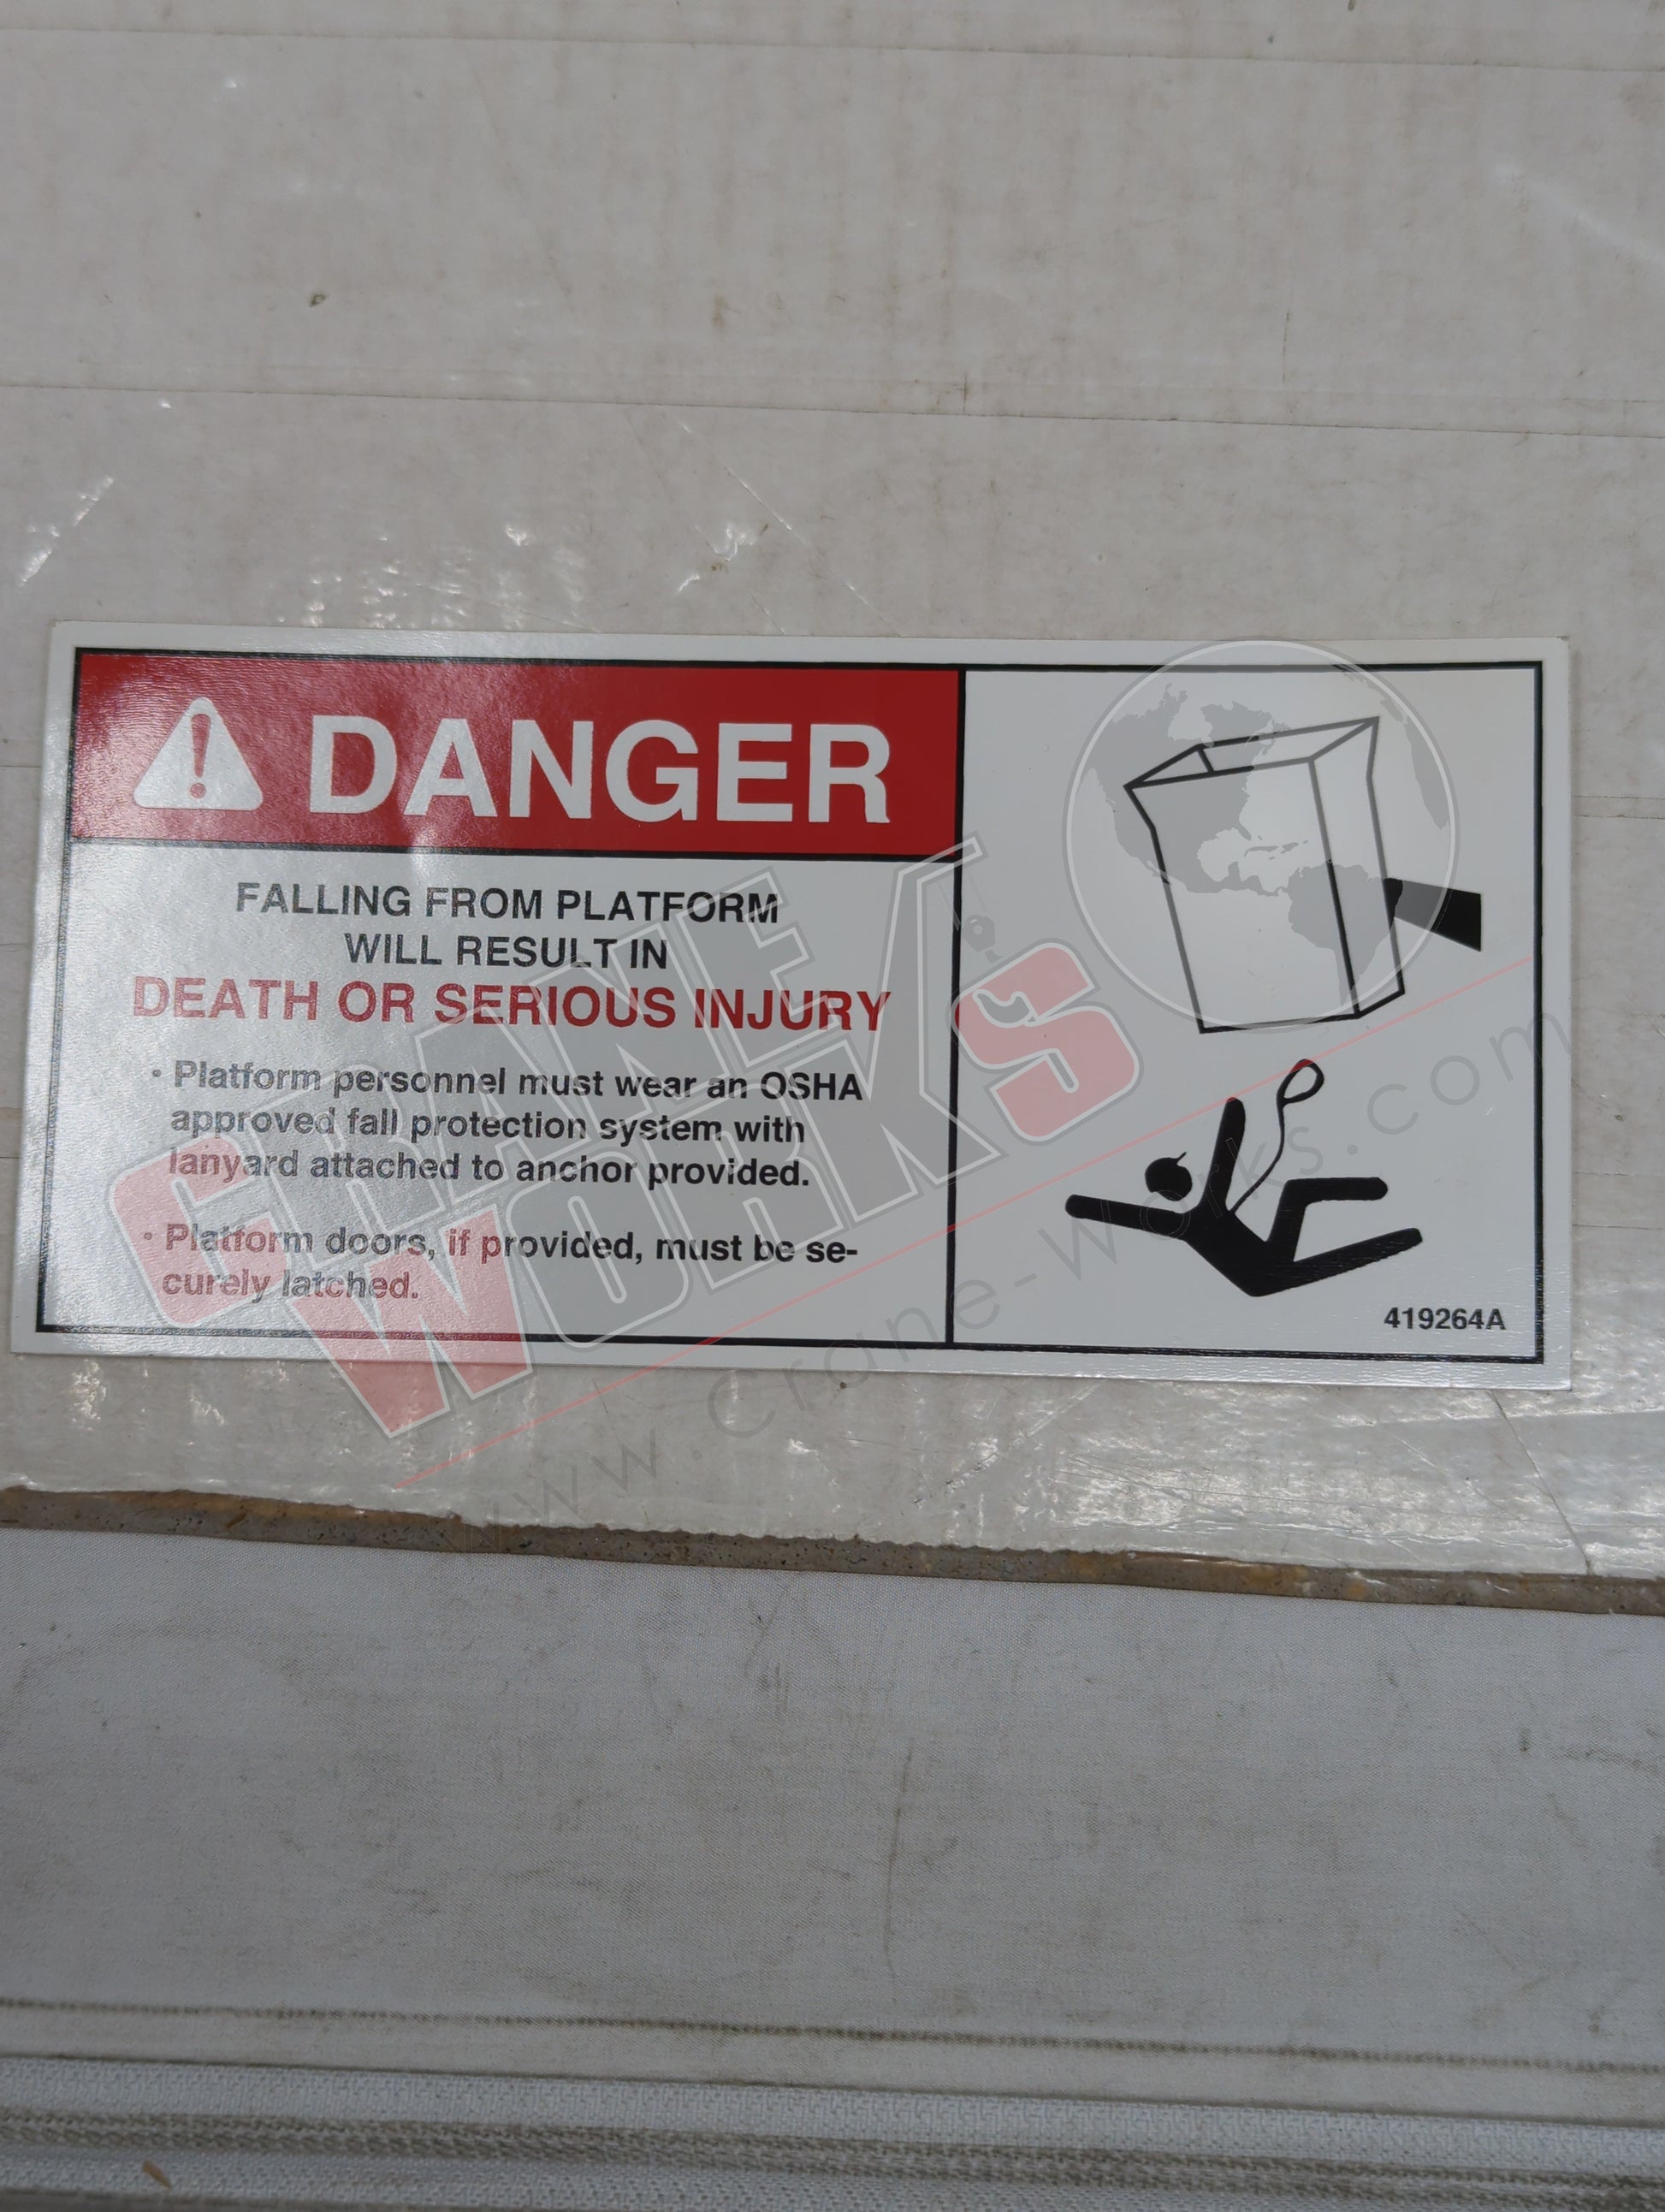 DANGER
FALLING FROM PLATFORM
WILL RESULT IN
DEATH OR SERIOUS INJURY
• Platform personnel must wear an OSHA
approved fall protection system with
lanyard attached to anchor provided.
• Platform doors, if provided, must be se-
curely latched.
419264A
CRANE
WORKS
www.crane-works.com